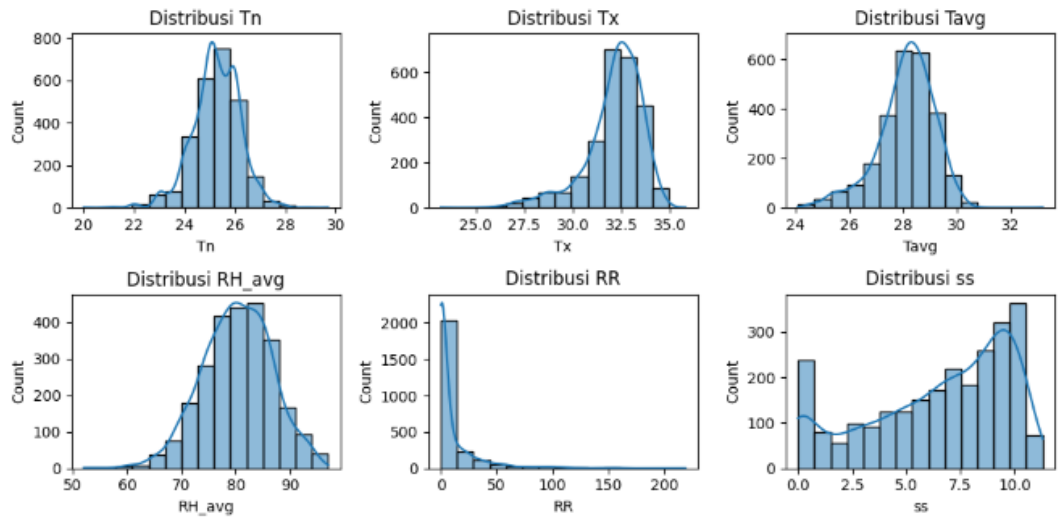 Distribusi Tn
Count
800
600
400
200
0
20 22 24 26 28 30
Tn
Distribusi Tx
Count
600
400
200
0
25.0 27.5 30.0 32.5 35.0
Tx
Distribusi Tavg
Count
600
400
200
0
24 26 28 30 32
Tavg
Distribusi RH_avg
Count
400
300
200
100
0
50 60 70 80 90
RH_avg
Distribusi RR
Count
2000
1500
1000
500
0
0 50 100 150 200
RR
Distribusi ss
Count
300
200
100
0
0.0 2.5 5.0 7.5 10.0
ss